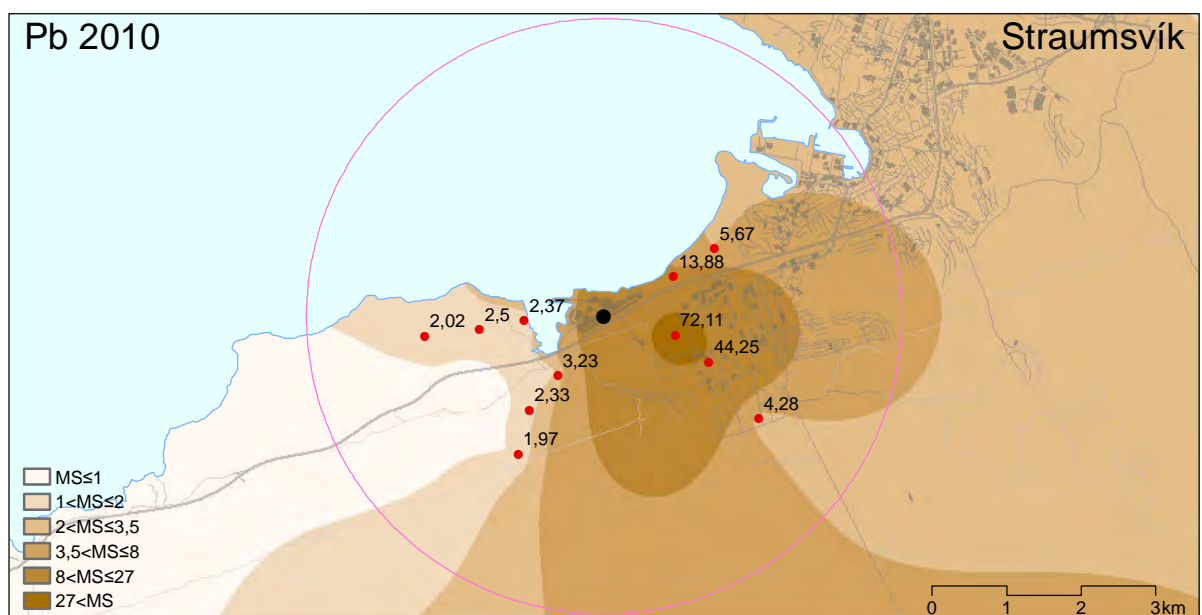 Pb 2010
Straumsvík
5,67
13,88
2,37
2,5
2,02
72,11
44,25
3,23
2,33
4,28
1,97
MS≤1
1<MS≤2
2<MS≤3,5
3,5<MS≤8
8<MS≤27
27<MS
0 1 2 3km